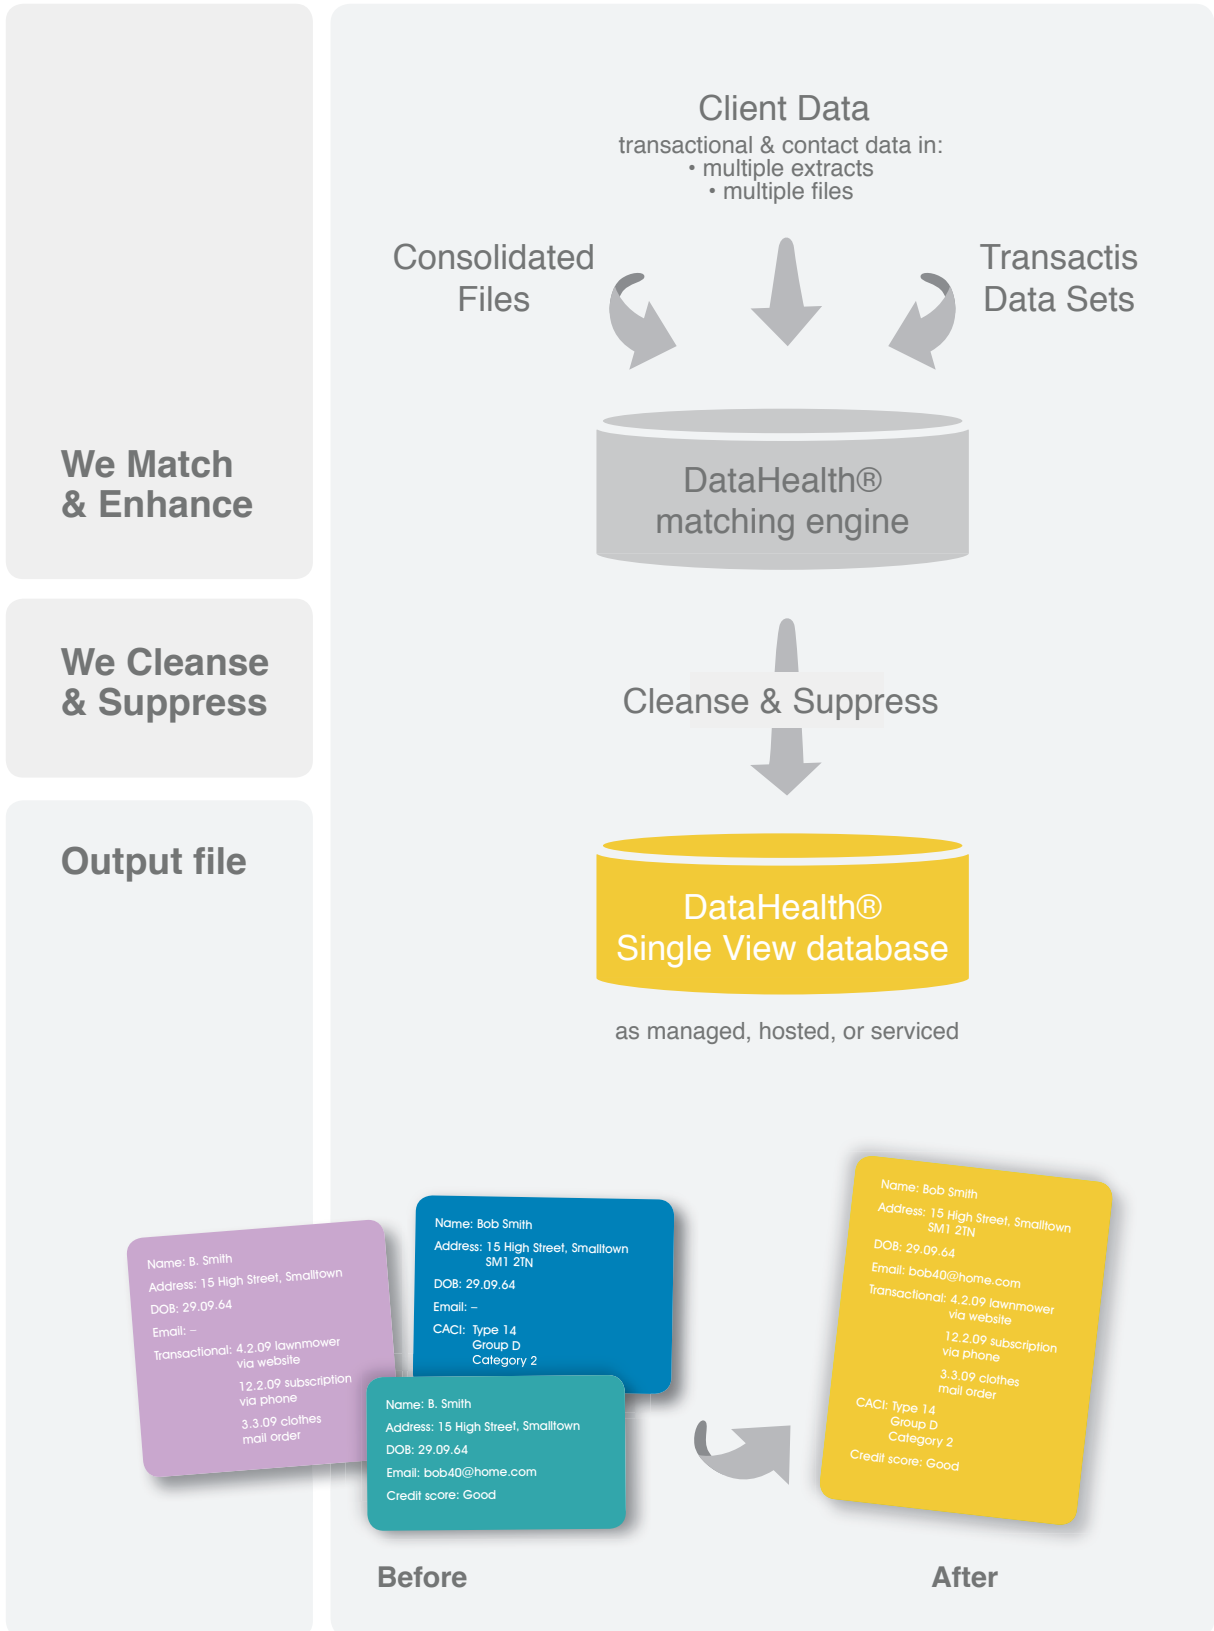 Client Data
transactional & contact data in:
• multiple extracts
• multiple files
Consolidated
Files
Transactis
Data Sets
We Match
& Enhance
DataHealth®
matching engine
We Cleanse
& Suppress
Cleanse & Suppress
Output file
DataHealth®
Single View database
as managed, hosted, or serviced
Name: B. Smith
Address: 15 High Street, Smalltown
DOB: 29.09.64
Email: –
Transactional: 4.2.09 lawnmower
via website
12.2.09 subscription
via phone
3.3.09 clothes
mail order
Name: Bob Smith
Address: 15 High Street, Smalltown
SM1 2TN
DOB: 29.09.64
Email: –
CACI: Type 14
Group D
Category 2
Name: B. Smith
Address: 15 High Street, Smalltown
DOB: 29.09.64
Email: bob40@home.com
Credit score: Good
Name: Bob Smith
Address: 15 High Street, Smalltown
SM1 2TN
DOB: 29.09.64
Email: bob40@home.com
Transactional: 4.2.09 lawnmower
via website
12.2.09 subscription
via phone
3.3.09 clothes
mail order
CACI: Type 14
Group D
Category 2
Credit score: Good
Before
After